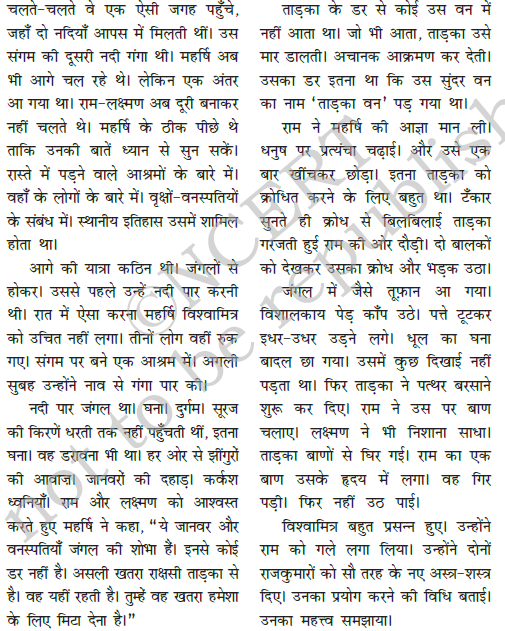 चलते-चलते वे एक ऐसी जगह पहुँचे,
जहाँ दो नदियाँ आपस में मिलती थीं। उस
संगम की दूसरी नदी गंगा थी। महर्षि अब
भी आगे चल रहे थे। लेकिन एक अंतर
आ गया था। राम-लक्ष्मण अब दूरी बनाकर
नहीं चलते थे। महर्षि के ठीक पीछे थे
ताकि उनकी बातें ध्यान से सुन सकें।
रास्ते में पड़ने वाले आश्रमों के बारे में।
वहाँ के लोगों के बारे में। वृक्षों-वनस्पतियों
के संबंध में। स्थानीय इतिहास उसमें शामिल
होता था।
आगे की यात्रा कठिन थी। जंगलों से
होकर। उससे पहले उन्हें नदी पार करनी
थी। रात में ऐसा करना महर्षि विश्वामित्र
को उचित नहीं लगा। तीनों लोग वहीं रुक
गए। संगम पर बने एक आश्रम में। अगली
सुबह उन्होंने नाव से गंगा पार की।
नदी पार जंगल था। घना। दुर्गम। सूरज
की किरणें धरती तक नहीं पहुँचती थीं, इतना
घना। वह डरावना भी था। हर ओर से झींगुरों
की आवाज़। जानवरों की दहाड़। कर्कश
ध्वनियाँ। राम और लक्ष्मण को आश्वस्त
करते हुए महर्षि ने कहा, “ये जानवर और
वनस्पतियाँ जंगल की शोभा हैं। इनसे कोई
डर नहीं है। असली खतरा राक्षसी ताड़का से
है। वह यहीं रहती है। तुम्हें वह खतरा हमेशा
के लिए मिटा देना है।”
ताड़का के डर से कोई उस वन में
नहीं आता था। जो भी आता, ताड़का उसे
मार डालती। अचानक आक्रमण कर देती।
उसका डर इतना था कि उस सुंदर वन
का नाम ‘ताड़का वन’ पड़ गया था।
राम ने महर्षि की आज्ञा मान ली।
धनुष पर प्रत्यंचा चढ़ाई। और उसे एक
बार खींचकर छोड़ा। इतना ताड़का को
क्रोधित करने के लिए बहुत था। टँकार
सुनते ही क्रोध से बिलबिलाई ताड़का
गरजती हुई राम की ओर दौड़ी। दो बालकों
को देखकर उसका क्रोध और भड़क उठा।
जंगल में जैसे तूफ़ान आ गया।
विशालकाय पेड़ काँप उठे। पत्ते टूटकर
इधर-उधर उड़ने लगे। धूल का घना
बादल छा गया। उसमें कुछ दिखाई नहीं
पड़ता था। फिर ताड़का ने पत्थर बरसाने
शुरू कर दिए। राम ने उस पर बाण
चलाए। लक्ष्मण ने भी निशाना साधा।
ताड़का बाणों से घिर गई। राम का एक
बाण उसके हृदय में लगा। वह गिर
पड़ी। फिर नहीं उठ पाई।
विश्वामित्र बहुत प्रसन्न हुए। उन्होंने
राम को गले लगा लिया। उन्होंने दोनों
राजकुमारों को सौ तरह के नए अस्त्र-शस्त्र
दिए। उनका प्रयोग करने की विधि बताई।
उनका महत्त्व समझाया।
©NCERT
not to be republish